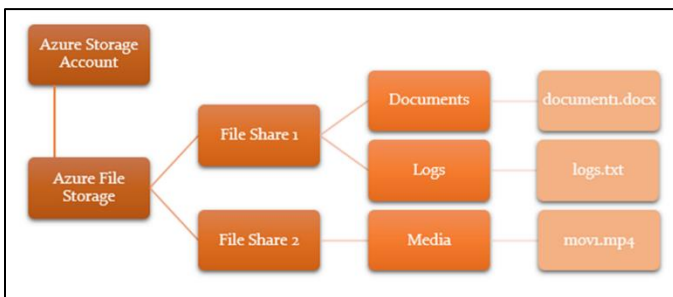 Azure Storage
Account
Documents
document1.docx
File Share 1
Logs
logs.txt
Azure File
Storage
File Share 2
Media
mov1.mp4